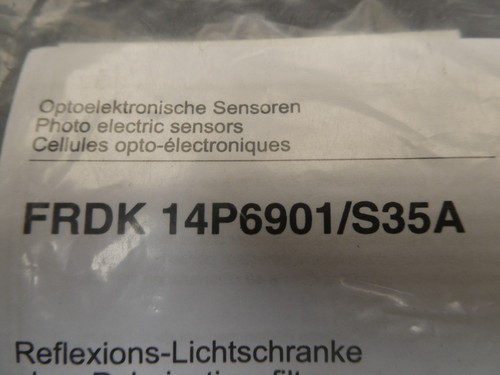 Optoelektronische Sensoren
Photo electric sensors
Cellules opto-électroniques
FRDK 14P6901/S35A
Reflexions-Lichtschranke